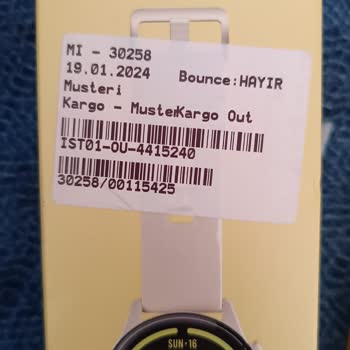 MI - 30258
19.01.2024 Bounce:HAYIR
Musteri
Kargo - MusteKargo Out
IST01-OU-4415240
30258/00115425
SUN·16